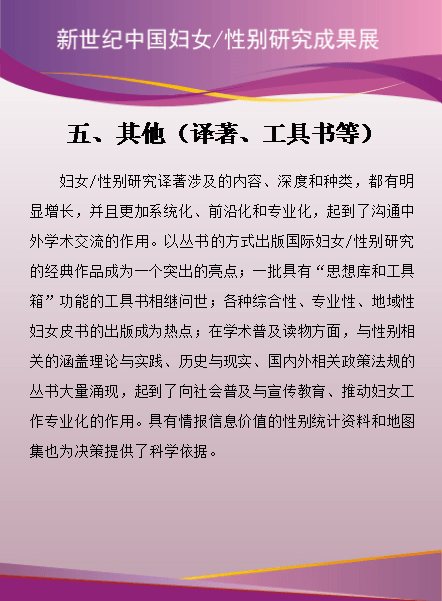 新世纪中国妇女/性别研究成果展
五、其他（译著、工具书等）
妇女/性别研究译著涉及的内容、深度和种类，都有明
显增长，并且更加系统化、前沿化和专业化，起到了沟通中
外学术交流的作用。以丛书的方式出版国际妇女/性别研究
的经典作品成为一个突出的亮点；一批具有“思想库和工具
箱”功能的工具书相继问世；各种综合性、专业性、地域性
妇女皮书的出版成为热点；在学术普及读物方面，与性别相
关的涵盖理论与实践、历史与现实、国内外相关政策法规的
丛书大量涌现，起到了向社会普及与宣传教育、推动妇女工
作专业化的作用。具有情报信息价值的性别统计资料和地图
集也为决策提供了科学依据。